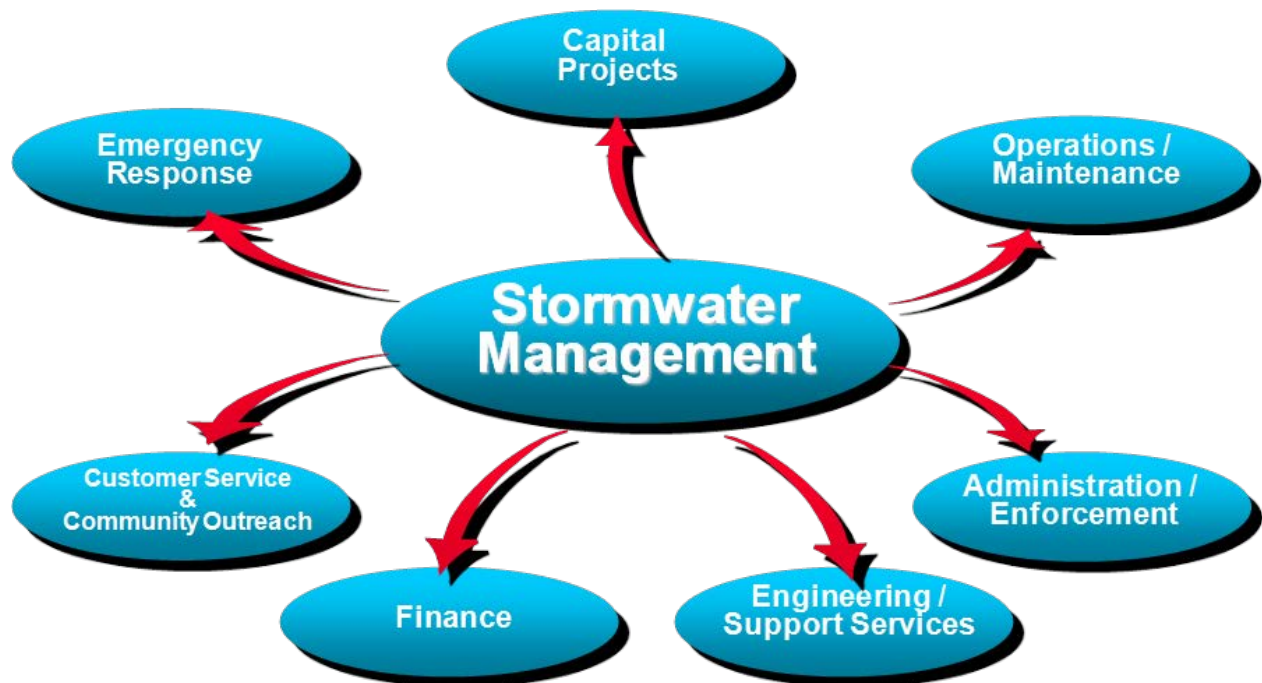 Capital
Projects
Emergency
Response
Operations /
Maintenance
Stormwater
Management
Customer Service
&
Community Outreach
Administration /
Enforcement
Finance
Engineering /
Support Services